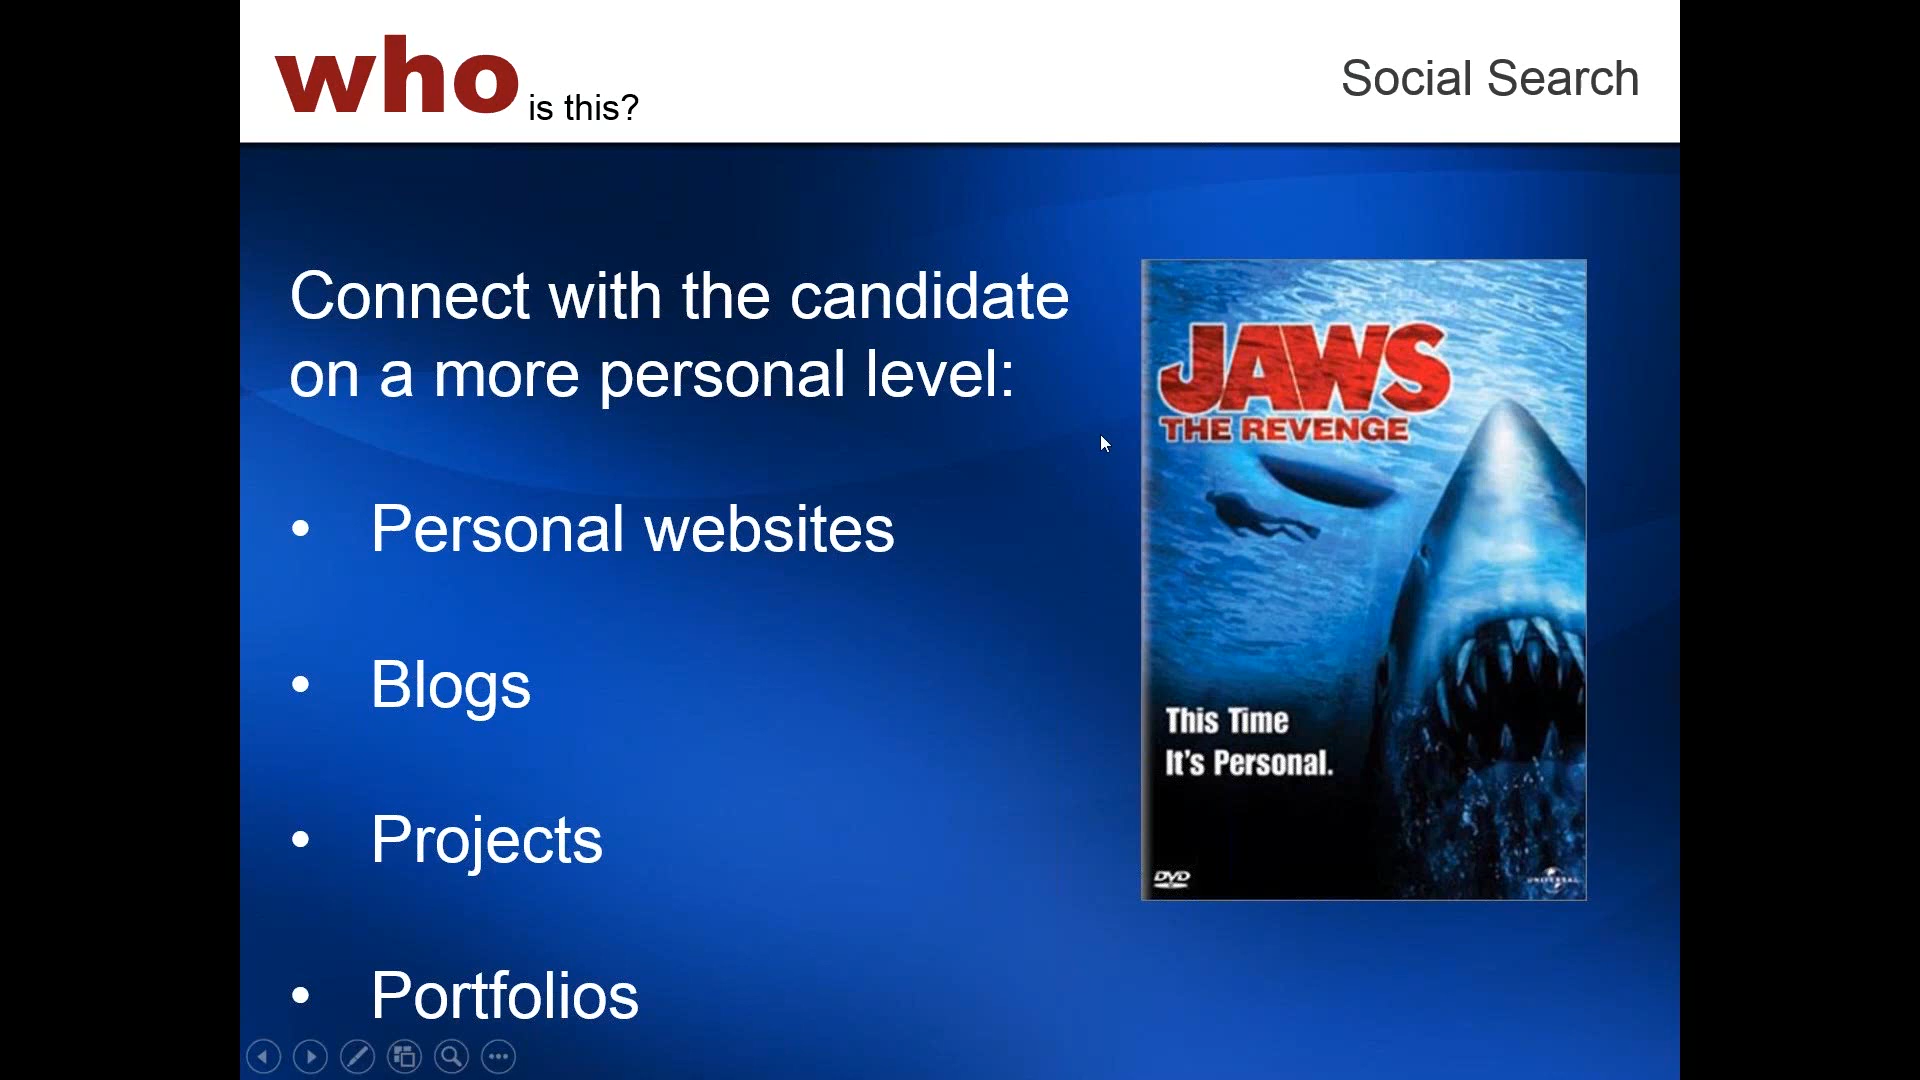 who is this?
Social Search
Connect with the candidate
on a more personal level:
• Personal websites
• Blogs
• Projects
• Portfolios
JAWS
THE REVENGE
This Time
It's Personal.
DVD
UNIVERSAL